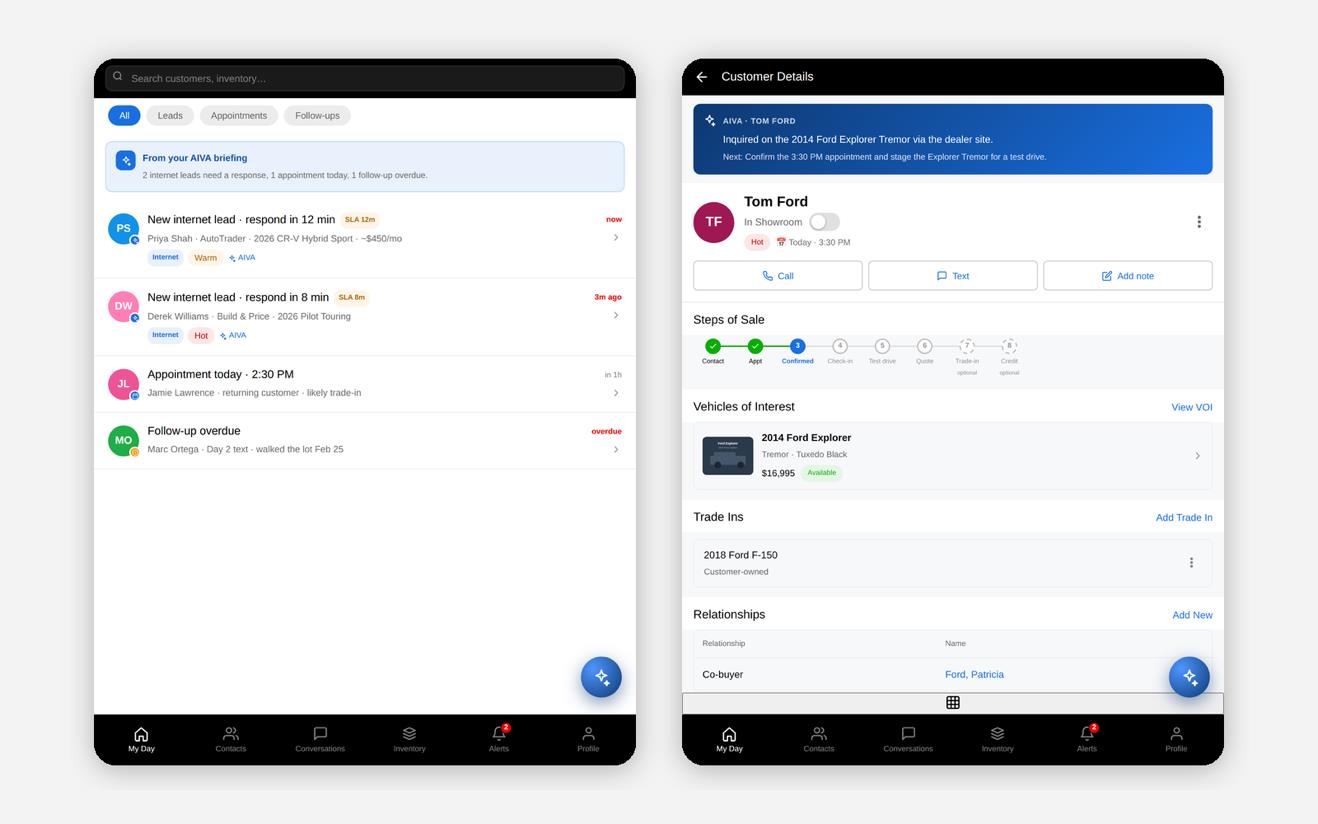 Search customers, inventory…
All
Leads
Appointments
Follow-ups
From your AIVA briefing
2 internet leads need a response, 1 appointment today, 1 follow-up overdue.
PS
New internet lead · respond in 12 min
SLA 12m
now
Priya Shah · AutoTrader · 2026 CR-V Hybrid Sport · ~$450/mo
Internet
Warm
AIVA
DW
New internet lead · respond in 8 min
SLA 8m
3m ago
Derek Williams · Build & Price · 2026 Pilot Touring
Internet
Hot
AIVA
JL
Appointment today · 2:30 PM
in 1h
Jamie Lawrence · returning customer · likely trade-in
MO
Follow-up overdue
overdue
Marc Ortega · Day 2 text · walked the lot Feb 25
My Day
Contacts
Conversations
Inventory
2
Alerts
Profile
Customer Details
AIVA · TOM FORD
Inquired on the 2014 Ford Explorer Tremor via the dealer site.
Next: Confirm the 3:30 PM appointment and stage the Explorer Tremor for a test drive.
TF
Tom Ford
In Showroom
Hot
Today · 3:30 PM
Call
Text
Add note
Steps of Sale
3
4
5
6
7
8
Contact
Appt
Confirmed
Check-in
Test drive
Quote
Trade-in
Credit
optional
optional
Vehicles of Interest
View VOI
Ford Explorer
2014 Ford Explorer
Tremor · Tuxedo Black
$16,995
Available
Trade Ins
Add Trade In
2018 Ford F-150
Customer-owned
Relationships
Add New
Relationship
Name
Co-buyer
Ford, Patricia
My Day
Contacts
Conversations
Inventory
2
Alerts
Profile